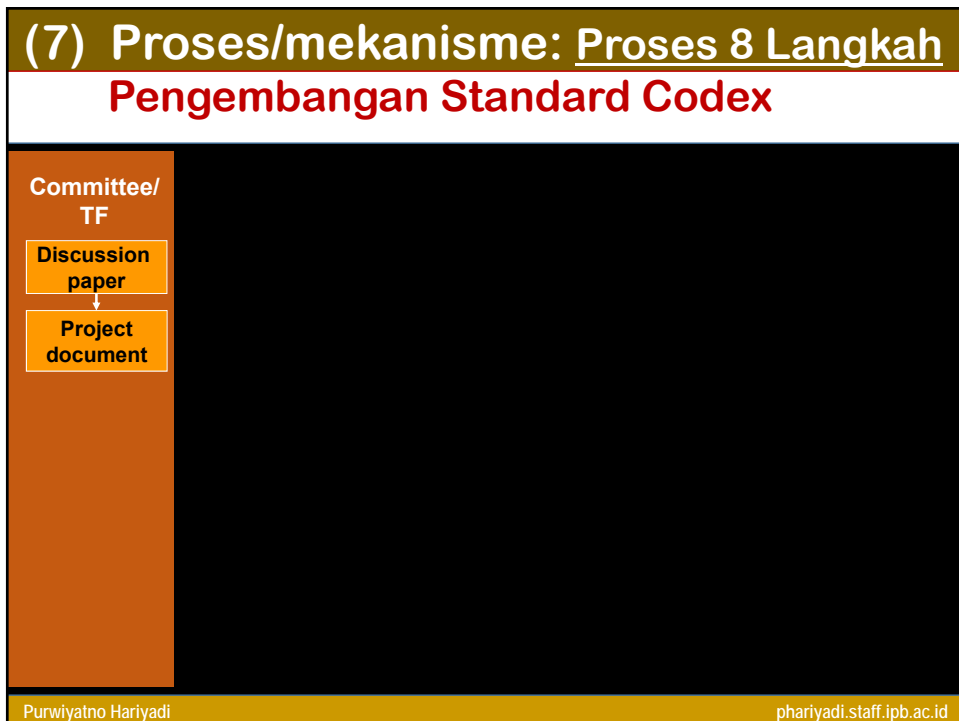 (7) Proses/mekanisme: Proses 8 Langkah
Pengembangan Standard Codex
Committee/
TF
Discussion
paper
Project
document
Purwiyatno Hariyadi
phariyadi.staff.ipb.ac.id